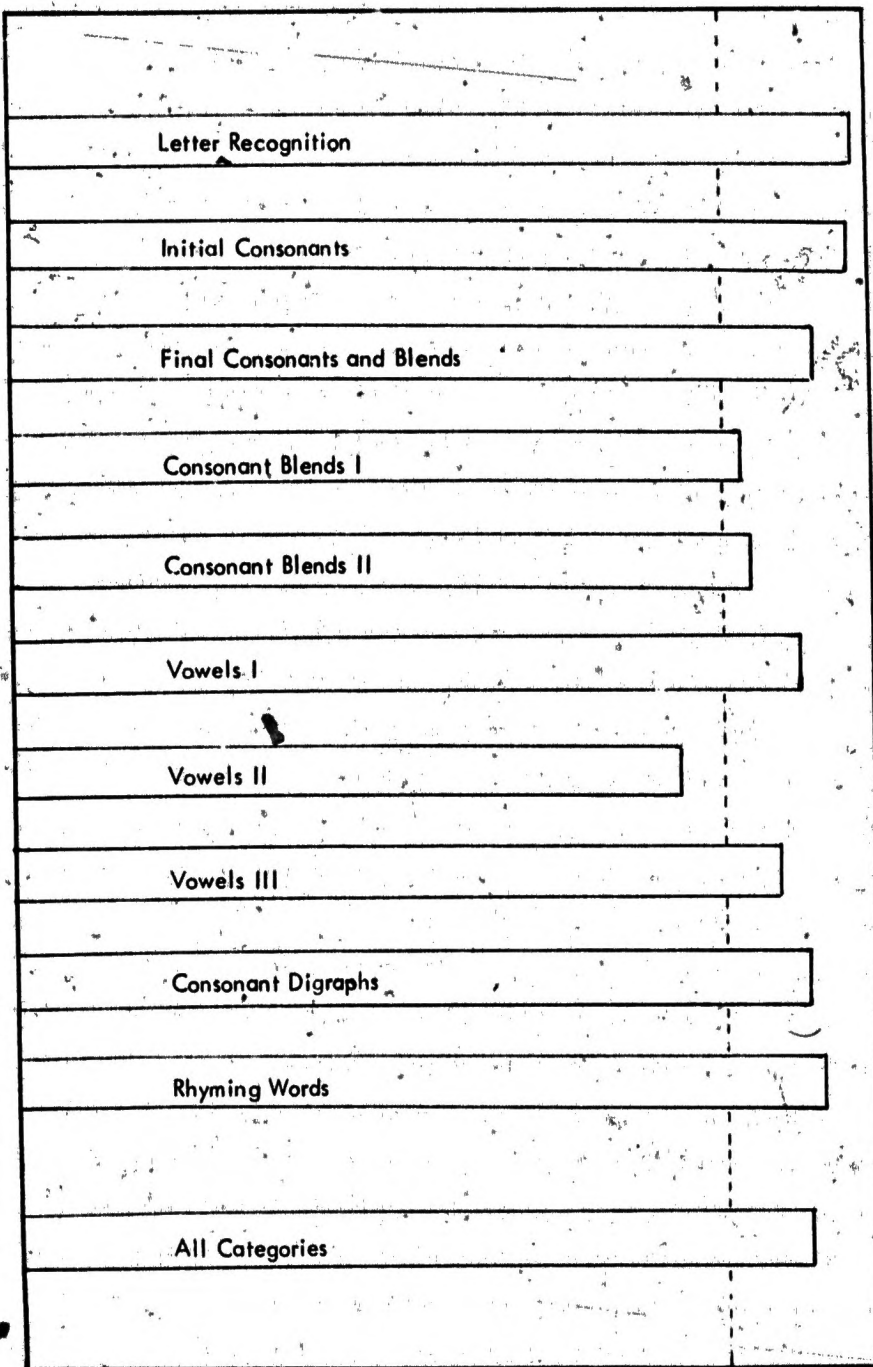 Letter Recognition
Initial Consonants
Final Consonants and Blends
Consonant Blends I
Consonant Blends II
Vowels I
Vowels II
Vowels III
Consonant Digraphs
Rhyming Words
All Categories